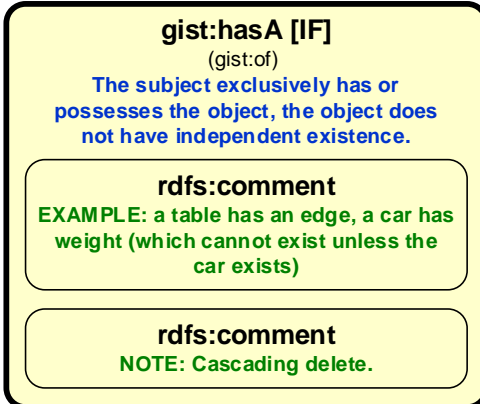 gist:hasA [IF]
(gist:of)
The subject exclusively has or
possesses the object, the object does
not have independent existence.
rdfs:comment
EXAMPLE: a table has an edge, a car has
weight (which cannot exist unless the
car exists)
rdfs:comment
NOTE: Cascading delete.